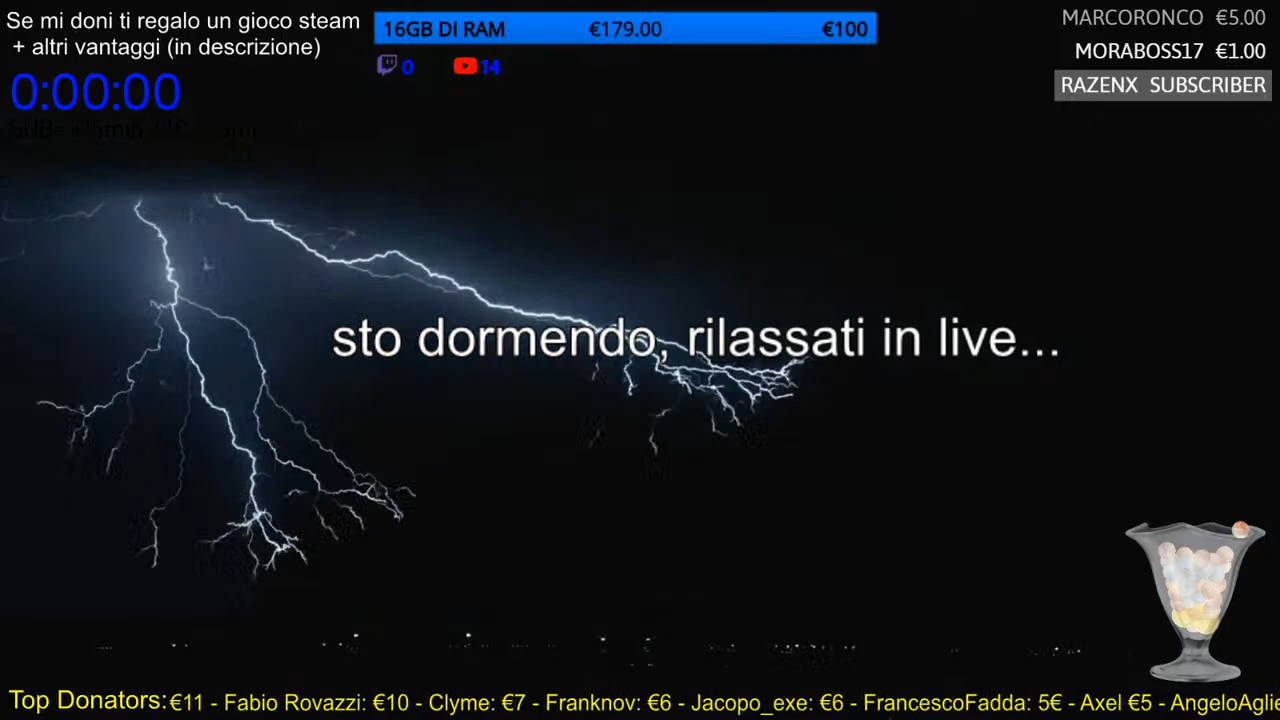 Se mi doni ti regalo un gioco steam
+ altri vantaggi (in descrizione)
0:00:00
16GB DI RAM €179.00 €100
0 14
MARCORONCO €5.00
MORABOSS17 €1.00
RAZENX SUBSCRIBER
sto dormendo, rilassati in live...
Top Donators: €11 - Fabio Rovazzi: €10 - Clyme: €7 - Franknov: €6 - Jacopo_exe: €6 - FrancescoFadda: 5€ - Axel €5 - AngeloAglie